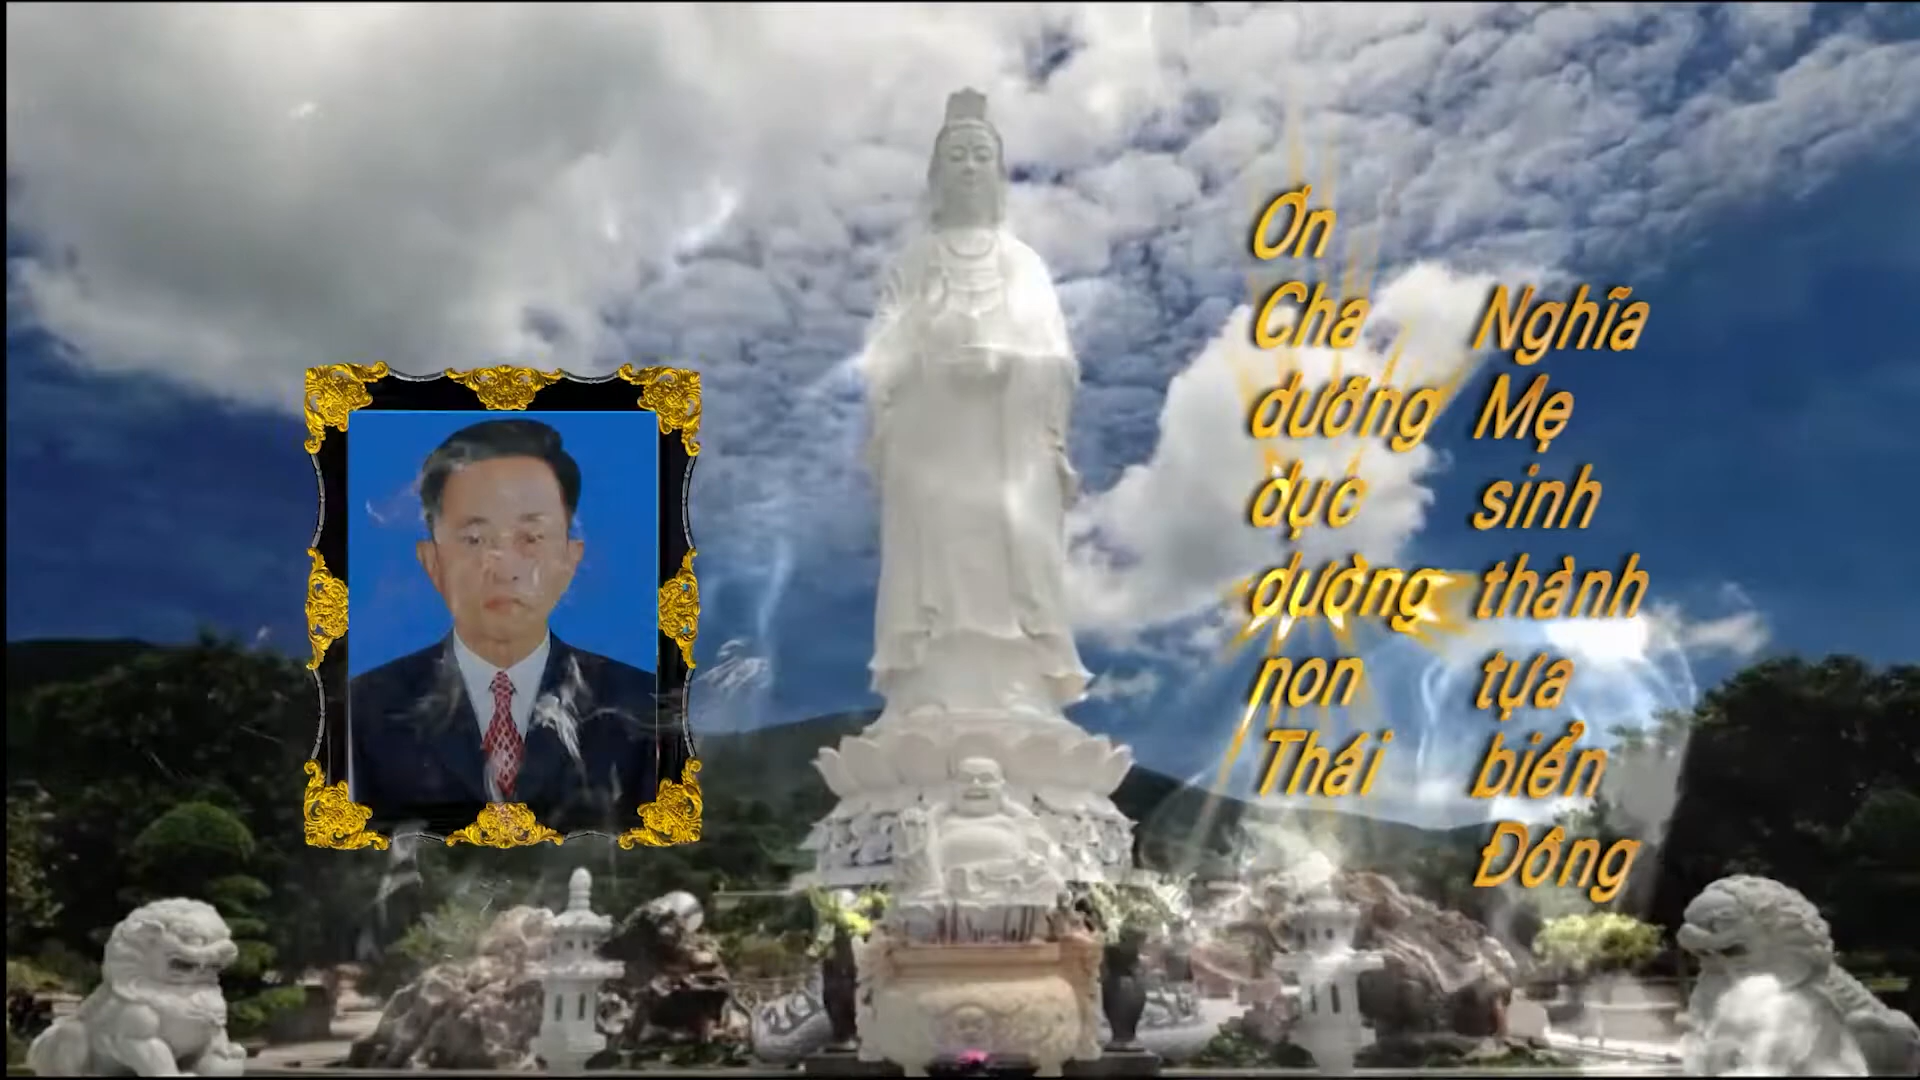 Ơn
Cha
dưỡng
dục
dường
non
Thái
Nghĩa
Mẹ
sinh
thành
tựa
biển
Đông